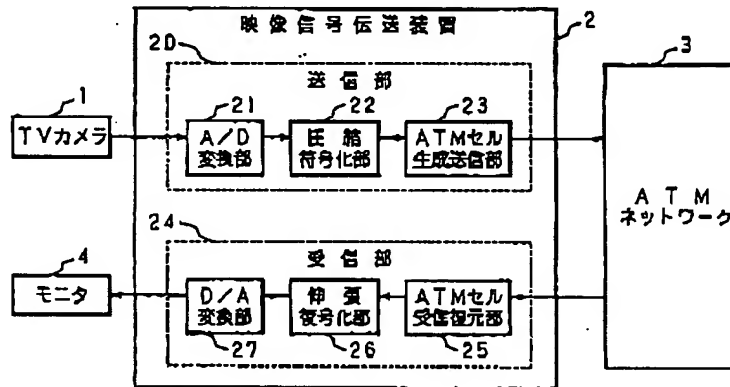 映像信号伝送装置
2
20
3
送信部
1
21
22
23
TVカメラ
A/D
変換部
圧縮
符号化部
ATMセル
生成送信部
ATM
ネットワーク
24
受信部
4
モニタ
D/A
変換部
伸張
復号化部
ATMセル
受信復元部
27
26
25